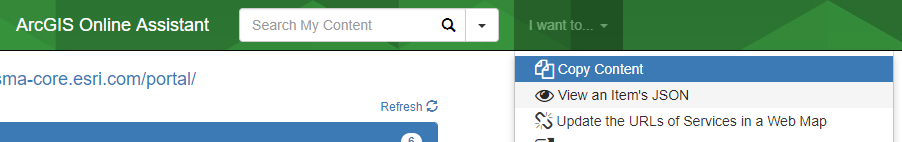 ArcGIS Online Assistant
Search My Content
I want to...
sma-core.esri.com/portal/
Refresh
6
Copy Content
View an Item's JSON
Update the URLs of Services in a Web Map